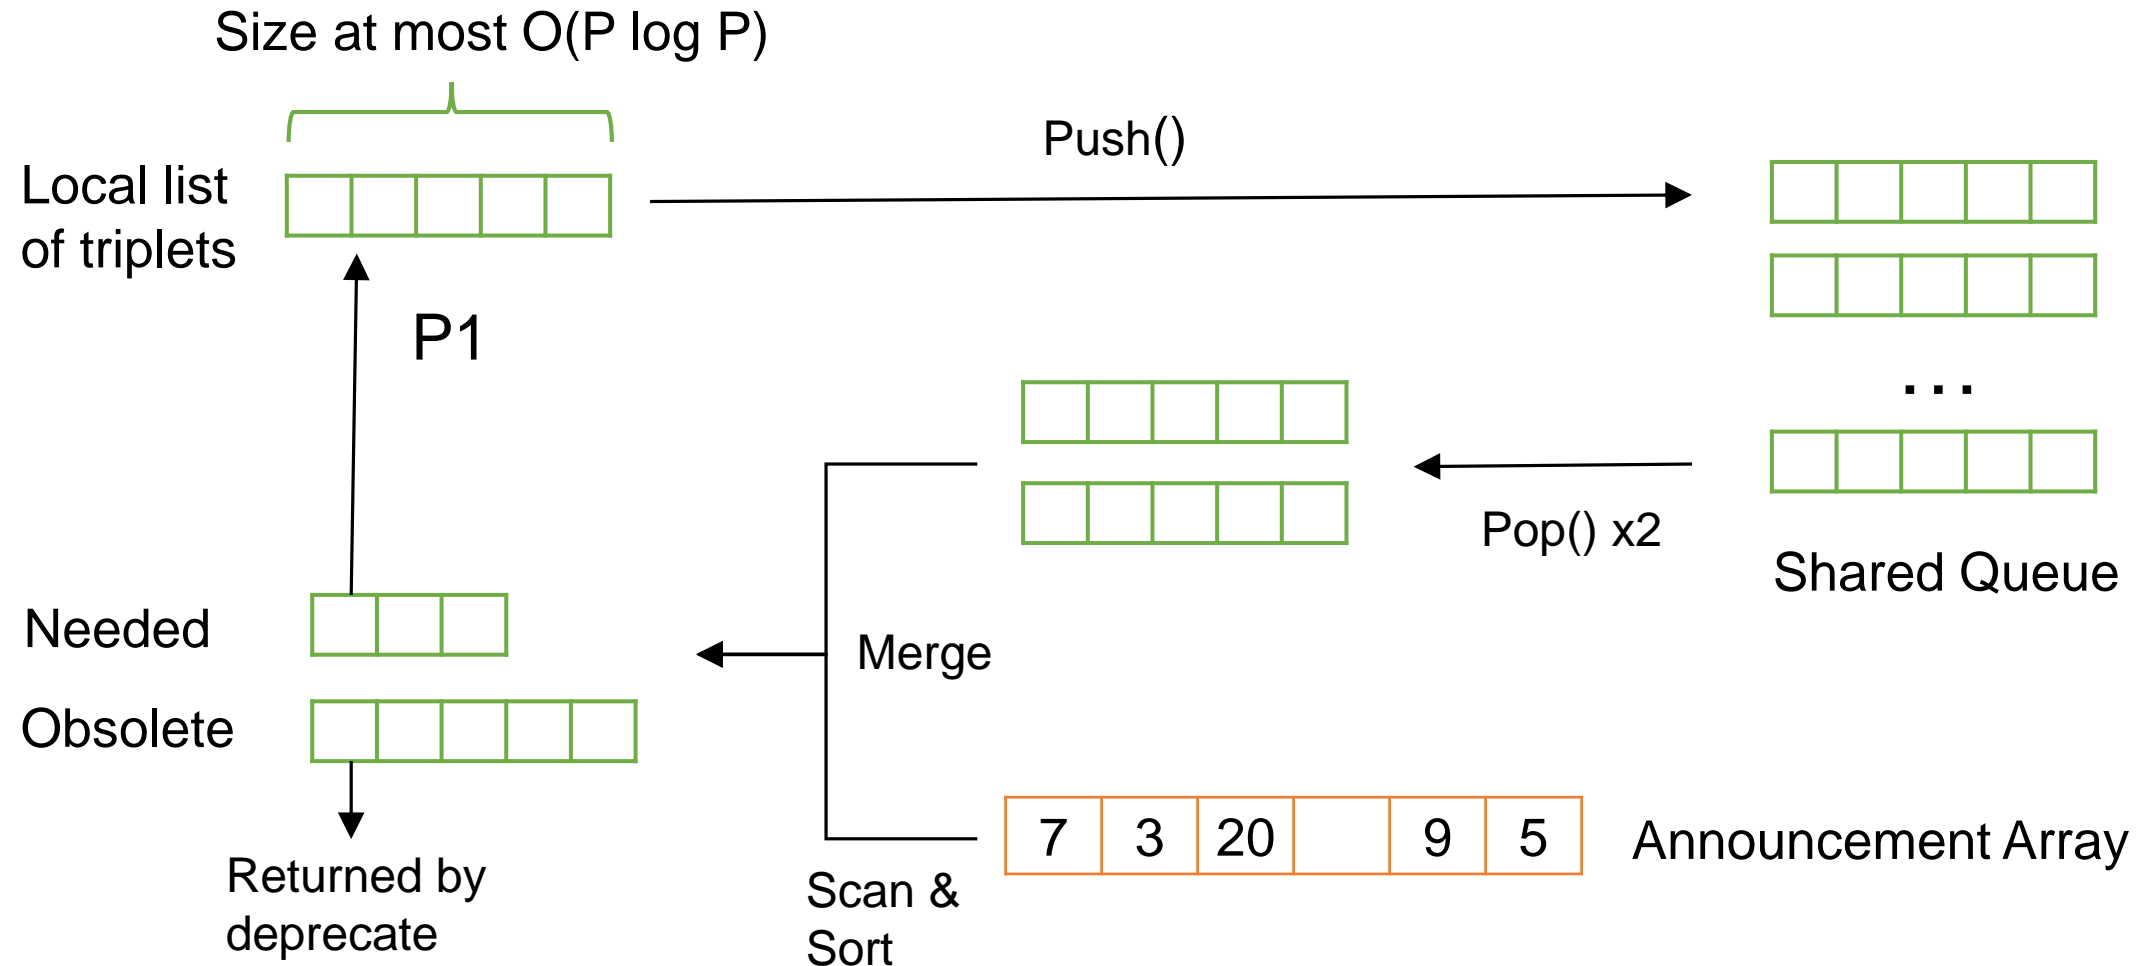 Size at most O(P log P)
Push()
Local list
of triplets
P1
...
Pop() x2
Shared Queue
Needed
Merge
Obsolete
7 3 20 9 5
Announcement Array
Returned by
deprecate
Scan &
Sort